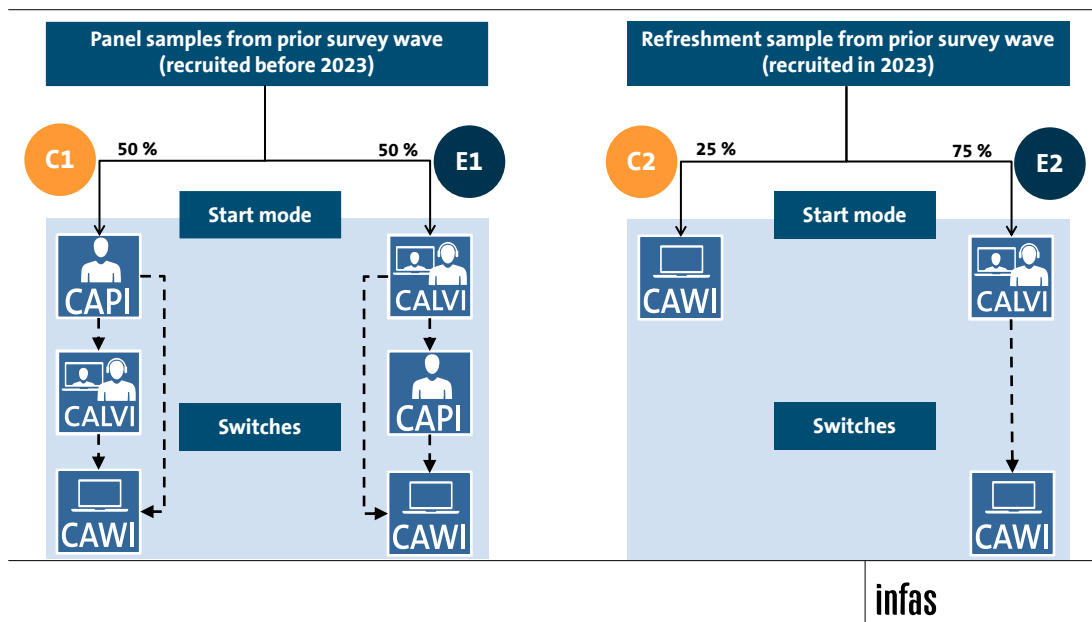 Panel samples from prior survey wave
(recruited before 2023)
C1
50 %
50 %
E1
Start mode
CAPI
CALVI
CALVI
CAPI
Switches
CAWI
CAWI
Refreshment sample from prior survey wave
(recruited in 2023)
C2
25 %
75 %
E2
Start mode
CAWI
CALVI
Switches
CAWI
infas